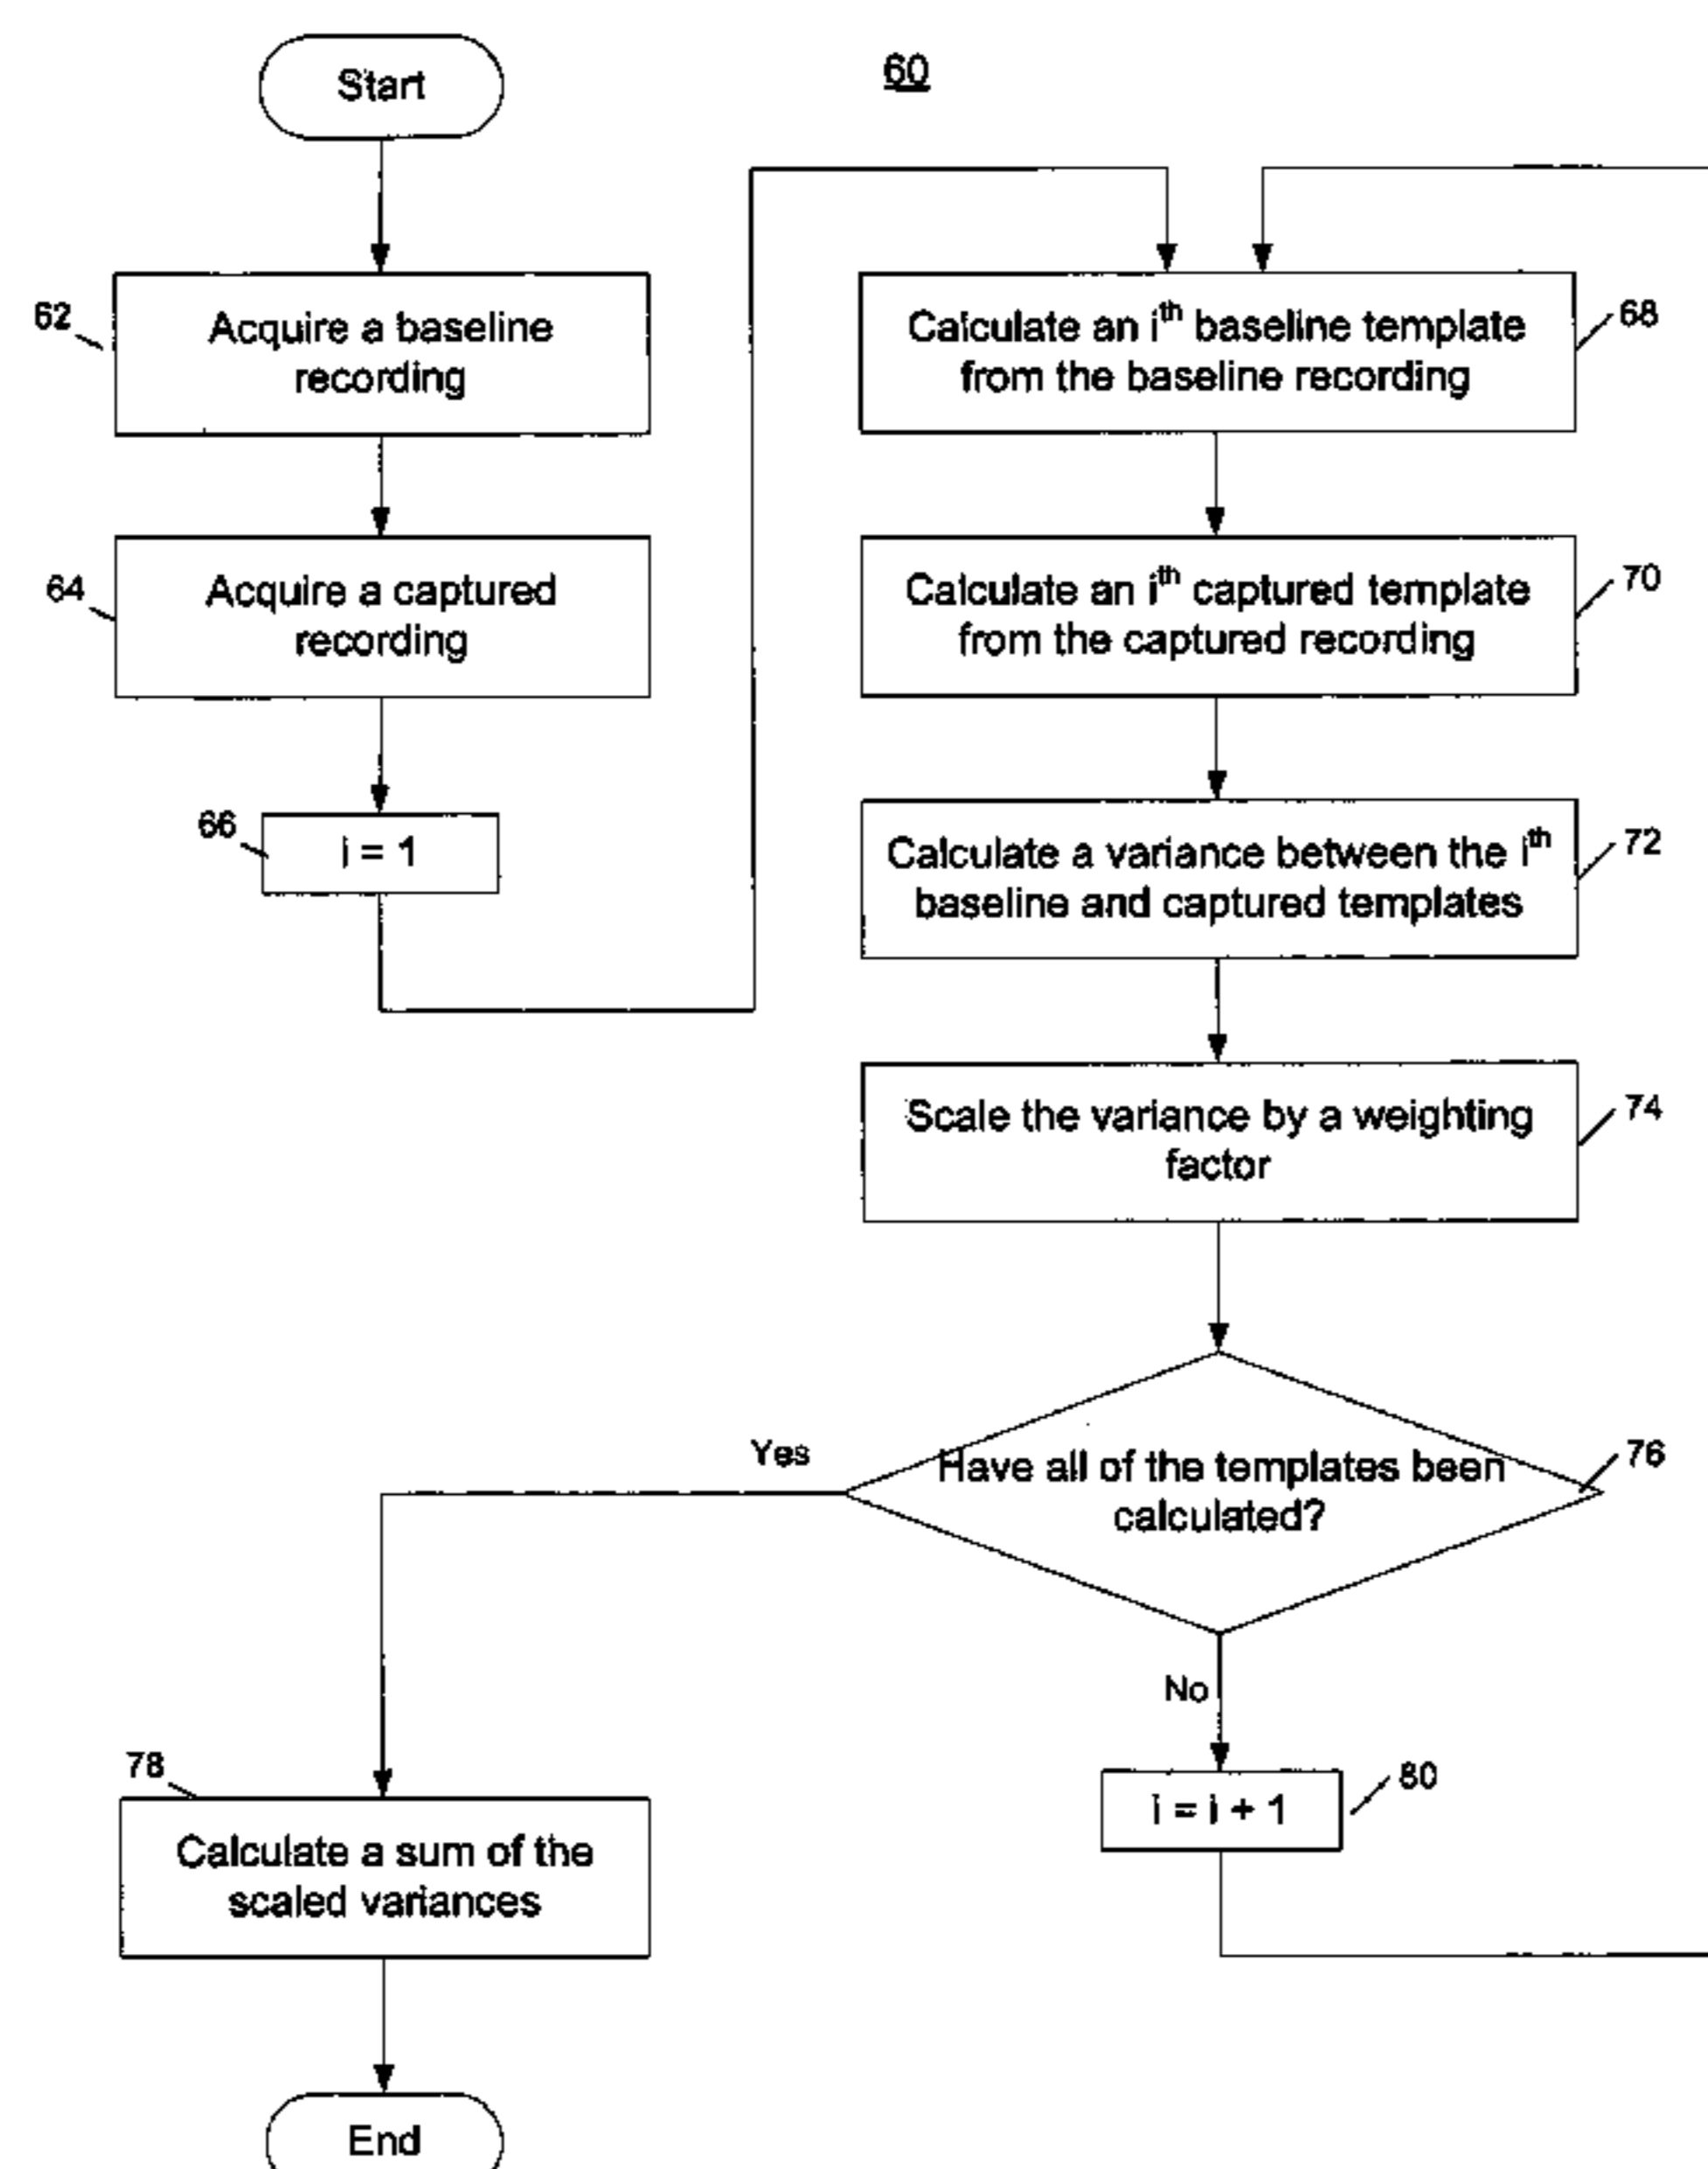 Start
60
62
Acquire a baseline
recording
64
Acquire a captured
recording
66
i = 1
Calculate an ith baseline template
from the baseline recording
68
Calculate an ith captured template
from the captured recording
70
Calculate a variance between the ith
baseline and captured templates
72
Scale the variance by a weighting
factor
74
Have all of the templates been
calculated?
76
Yes
No
i = i + 1
80
78
Calculate a sum of the
scaled variances
End